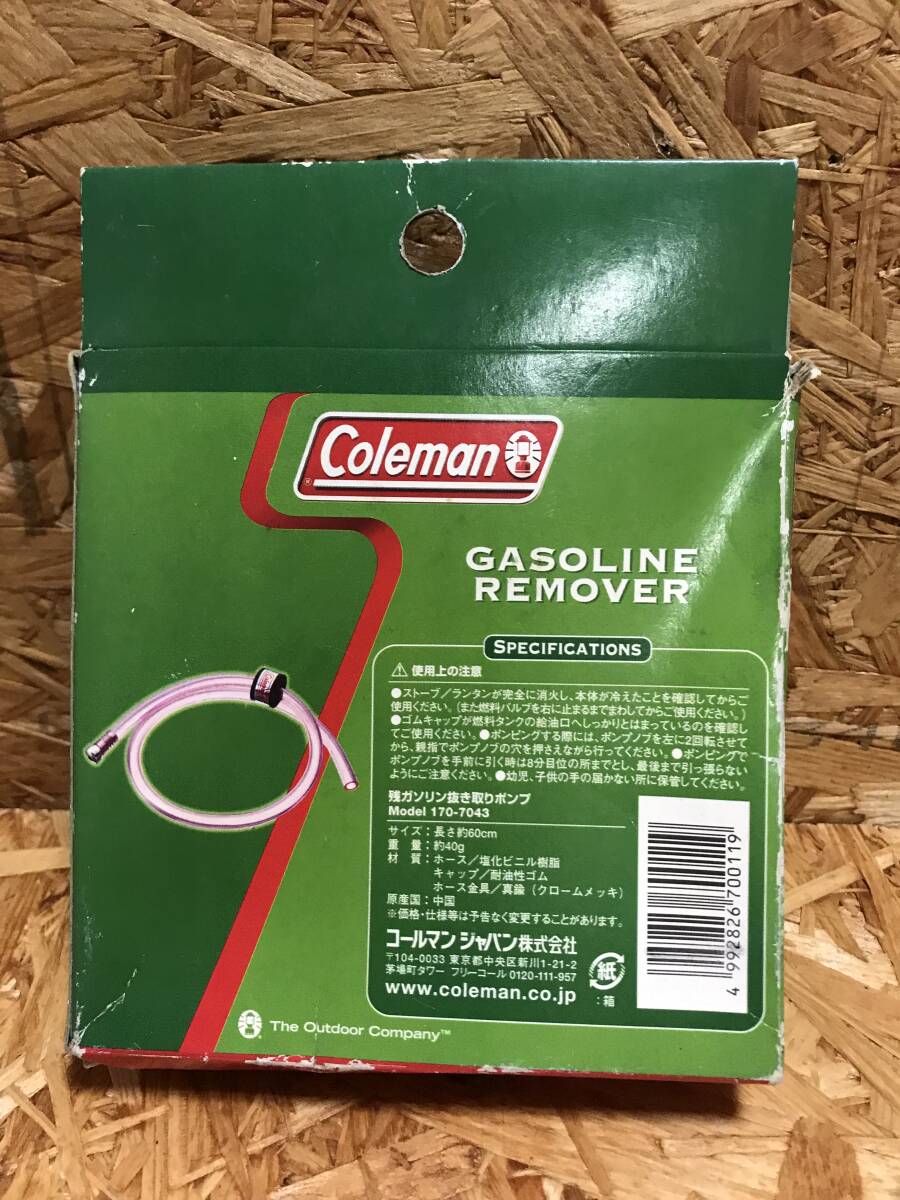 Coleman
GASOLINE
REMOVER
SPECIFICATIONS
⚠使用上の注意
●ストーブ／ランタンが完全に消火し、本体が冷えたことを確認してからご
使用ください。(また燃料バルブを右に止まるまでまわしてからご使用ください。)
●ゴムキャップが燃料タンクの給油口へしっかりとはまっているのを確認し
てご使用ください。●ポンピングする際には、ポンプノブを左に2回転させて
から、親指でポンプノブの穴を押さえながら行ってください。●ポンピングで
ポンプノブを手前に引く時は8分目位の所までとし、最後まで引っ張らない
ようにご注意ください。●幼児、子供の手の届かない所に保管してください。
残ガソリン抜き取りポンプ
Model 170-7043
サイズ：長さ約60cm
重　量：約40g
材　質：ホース／塩化ビニル樹脂
キャップ／耐油性ゴム
ホース金具／真鍮（クロームメッキ）
原産国：中国
※価格・仕様等は予告なく変更することがあります。
コールマン ジャパン株式会社
〒104-0033 東京都中央区新川1-21-2
茅場町タワー フリーコール 0120-111-957
www.coleman.co.jp
紙
：箱
4 992826 700119
Coleman
The Outdoor Company™